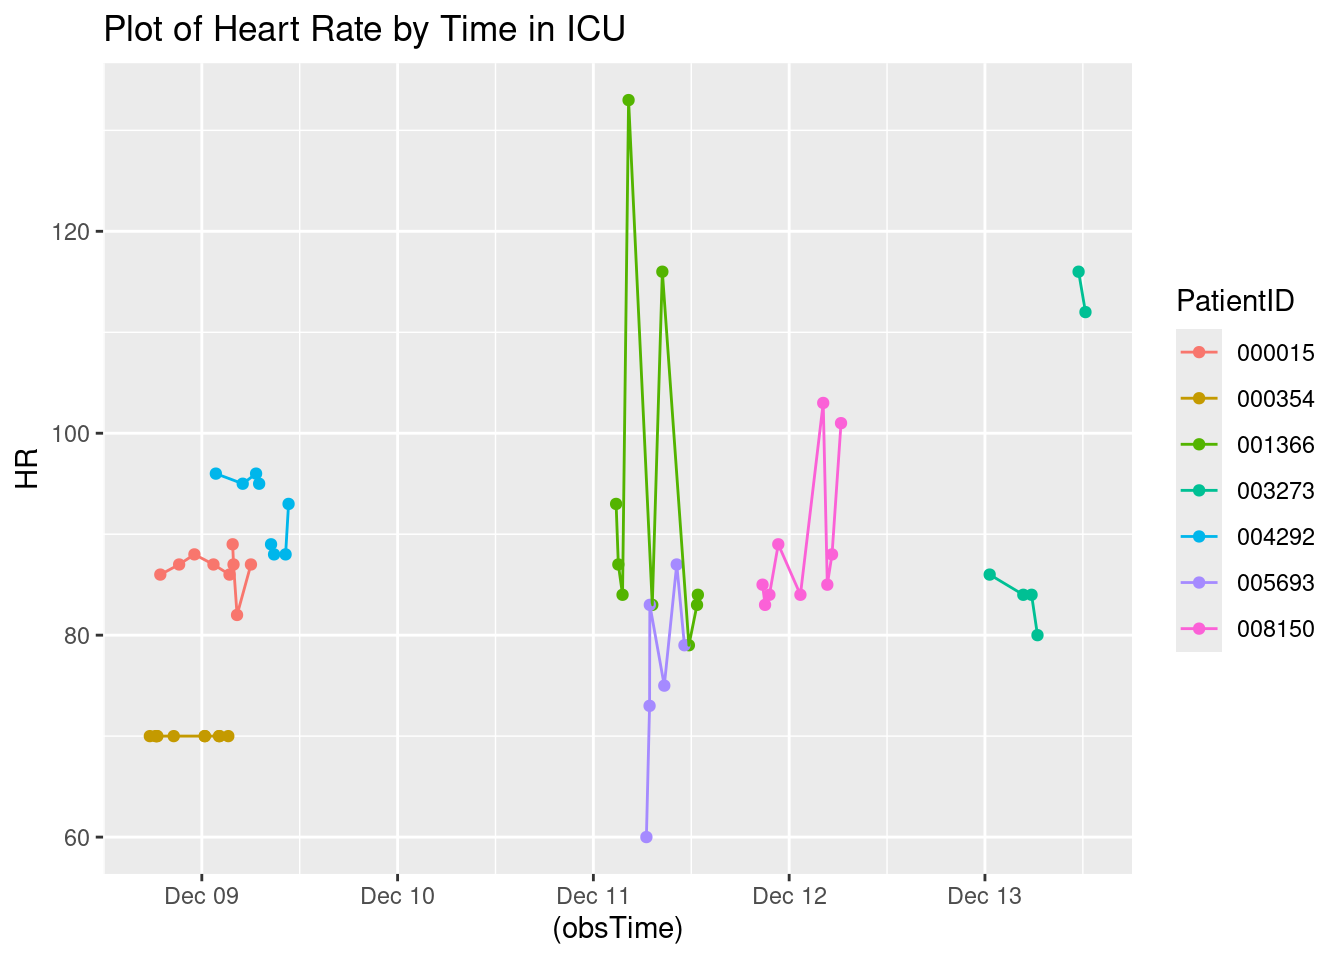 Plot of Heart Rate by Time in ICU
HR
120
100
80
60
Dec 09
Dec 10
Dec 11
Dec 12
Dec 13
(obsTime)
PatientID
000015
000354
001366
003273
004292
005693
008150